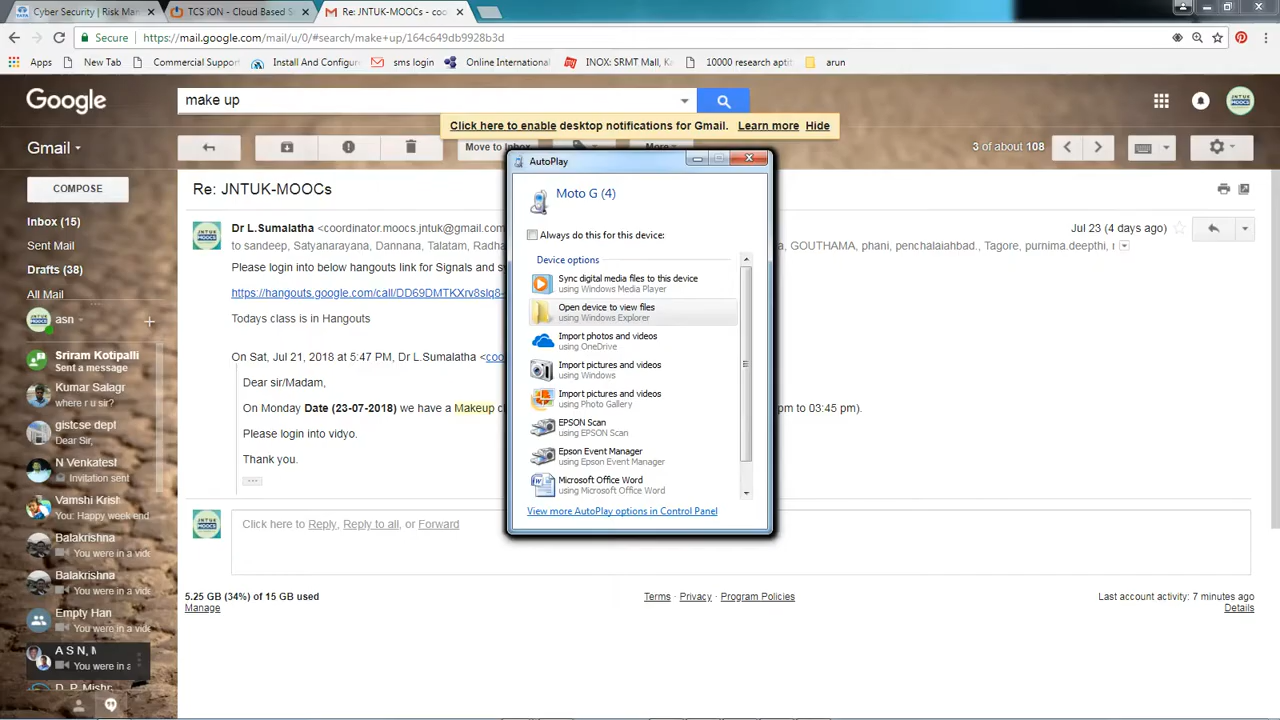 Cyber Security | Risk Man
TCS iON - Cloud Based S
Re: JNTUK-MOOCs - coo
Secure
https://mail.google.com/mail/u/0/#search/make+up/164c649db9928b3d
Apps
New Tab
Commercial Support
Install And Configur
sms login
Online International
INOX: SRMT Mall, Ka
10000 research aptit
arun
Google
make up
Click here to enable desktop notifications for Gmail. Learn more Hide
Gmail
Move to Inbox
More
3 of about 108
COMPOSE
Inbox (15)
Sent Mail
Drafts (38)
All Mail
asn
Sriram Kotipalli
Sent a message
Kumar Salagr
where r u sir?
gistcse dept
Dear Sir,
N Venkatest
Invitation sent
Vamshi Krish
You: Happy week end
Balakrishna
You were in a vide
Balakrishna
You were in a vide
Empty Han
You were in a vide
A S N, M
You were in a
D. P. Mishr
Re: JNTUK-MOOCs
Dr L.Sumalatha <coordinator.moocs.jntuk@gmail.com
Jul 23 (4 days ago)
to sandeep, Satyanarayana, Dannana, Talatam, Radha
, GOUTHAMA, phani, penchalaiahbad., Tagore, purnima.deepthi, r
Please login into below hangouts link for Signals and sy
https://hangouts.google.com/call/DD69DMTKXrv8slq8-
Todays class is in Hangouts
On Sat, Jul 21, 2018 at 5:47 PM, Dr L.Sumalatha <coo
Dear sir/Madam,
On Monday Date (23-07-2018) we have a Makeup cl
pm to 03:45 pm).
Please login into vidyo.
Thank you.
...
Click here to Reply, Reply to all, or Forward
5.25 GB (34%) of 15 GB used
Manage
Terms - Privacy - Program Policies
Last account activity: 7 minutes ago
Details
AutoPlay
Moto G (4)
Always do this for this device:
Device options
Sync digital media files to this device
using Windows Media Player
Open device to view files
using Windows Explorer
Import photos and videos
using OneDrive
Import pictures and videos
using Windows
Import pictures and videos
using Photo Gallery
EPSON Scan
using EPSON Scan
Epson Event Manager
using Epson Event Manager
Microsoft Office Word
using Microsoft Office Word
View more AutoPlay options in Control Panel